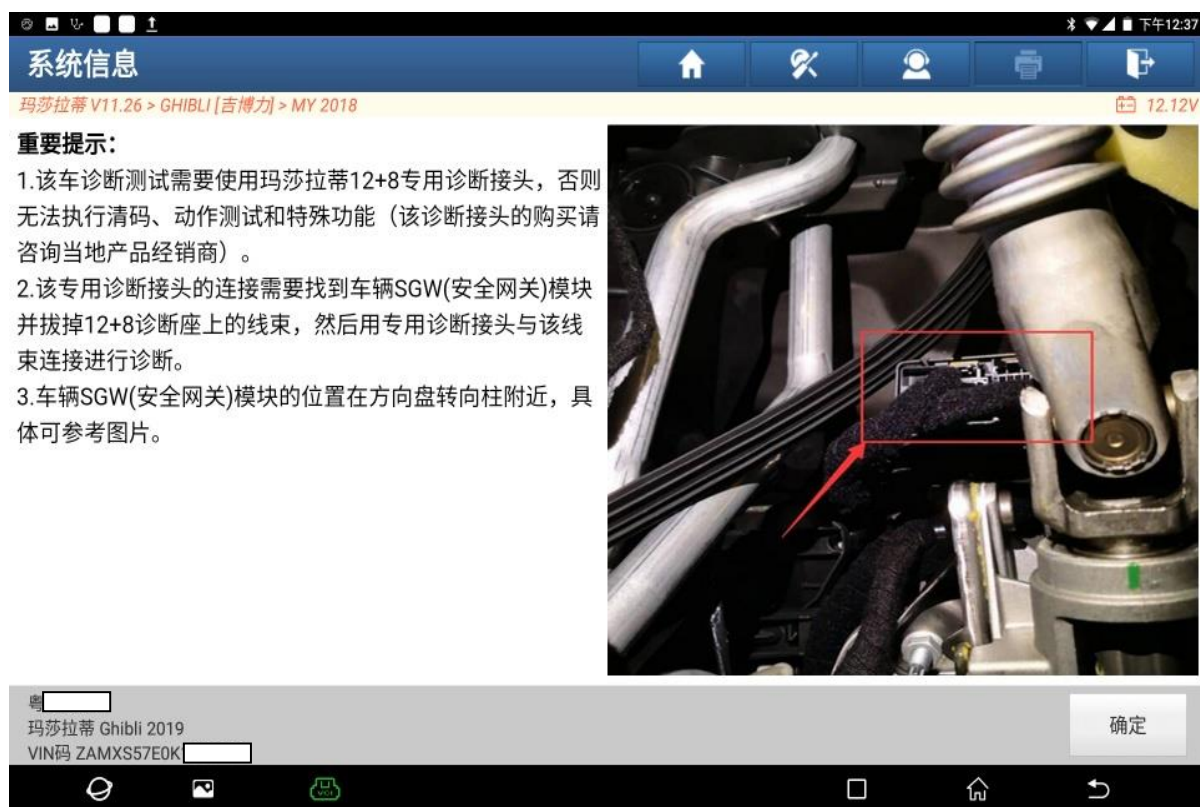 下午12:37
系统信息
玛莎拉蒂 V11.26 > GHIBLI [吉博力] > MY 2018
12.12V
重要提示：
1.该车诊断测试需要使用玛莎拉蒂12+8专用诊断接头，否则
无法执行清码、动作测试和特殊功能（该诊断接头的购买请
咨询当地产品经销商）。
2.该专用诊断接头的连接需要找到车辆SGW(安全网关)模块
并拔掉12+8诊断座上的线束，然后用专用诊断接头与该线
束连接进行诊断。
3.车辆SGW(安全网关)模块的位置在方向盘转向柱附近，具
体可参考图片。
粤
玛莎拉蒂 Ghibli 2019
VIN码 ZAMXS57E0K
确定
VCI